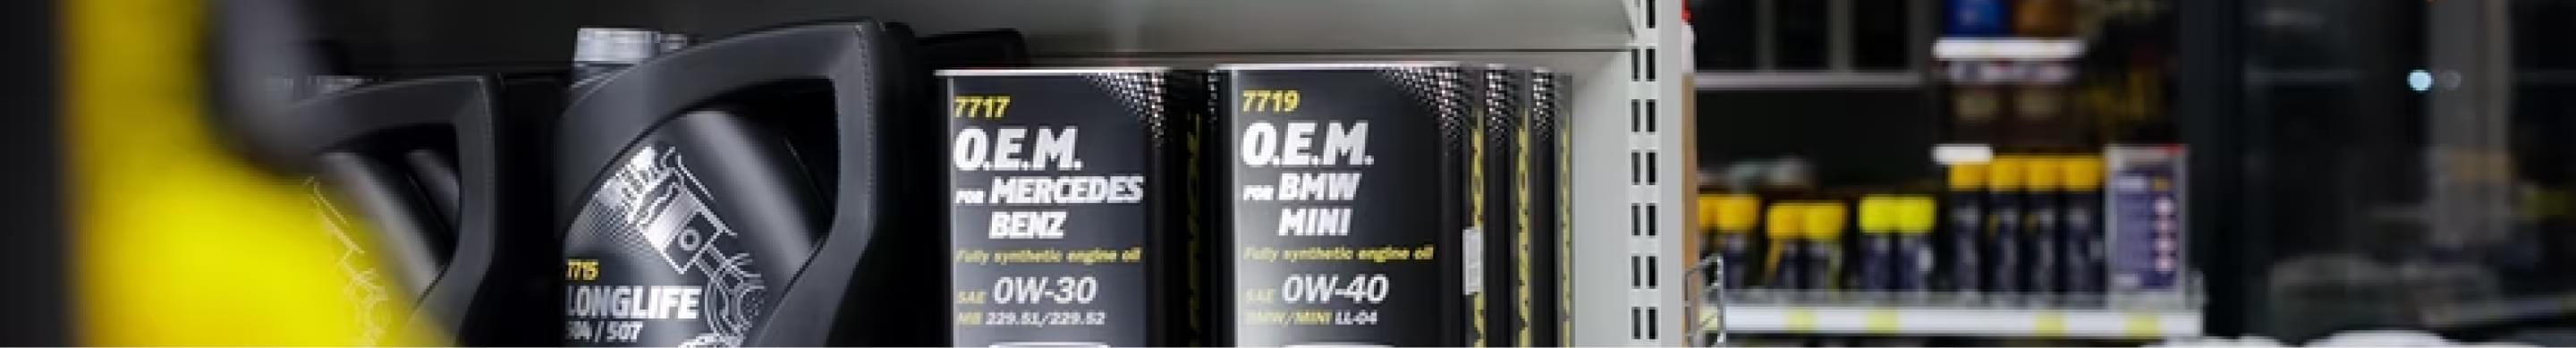 7715
LONGLIFE
504 / 507
7717
O.E.M.
FOR MERCEDES
BENZ
Fully synthetic engine oil
SAE 0W-30
MB 229.51/229.52
7719
O.E.M.
FOR BMW
MINI
Fully synthetic engine oil
SAE 0W-40
BMW/MINI LL-04